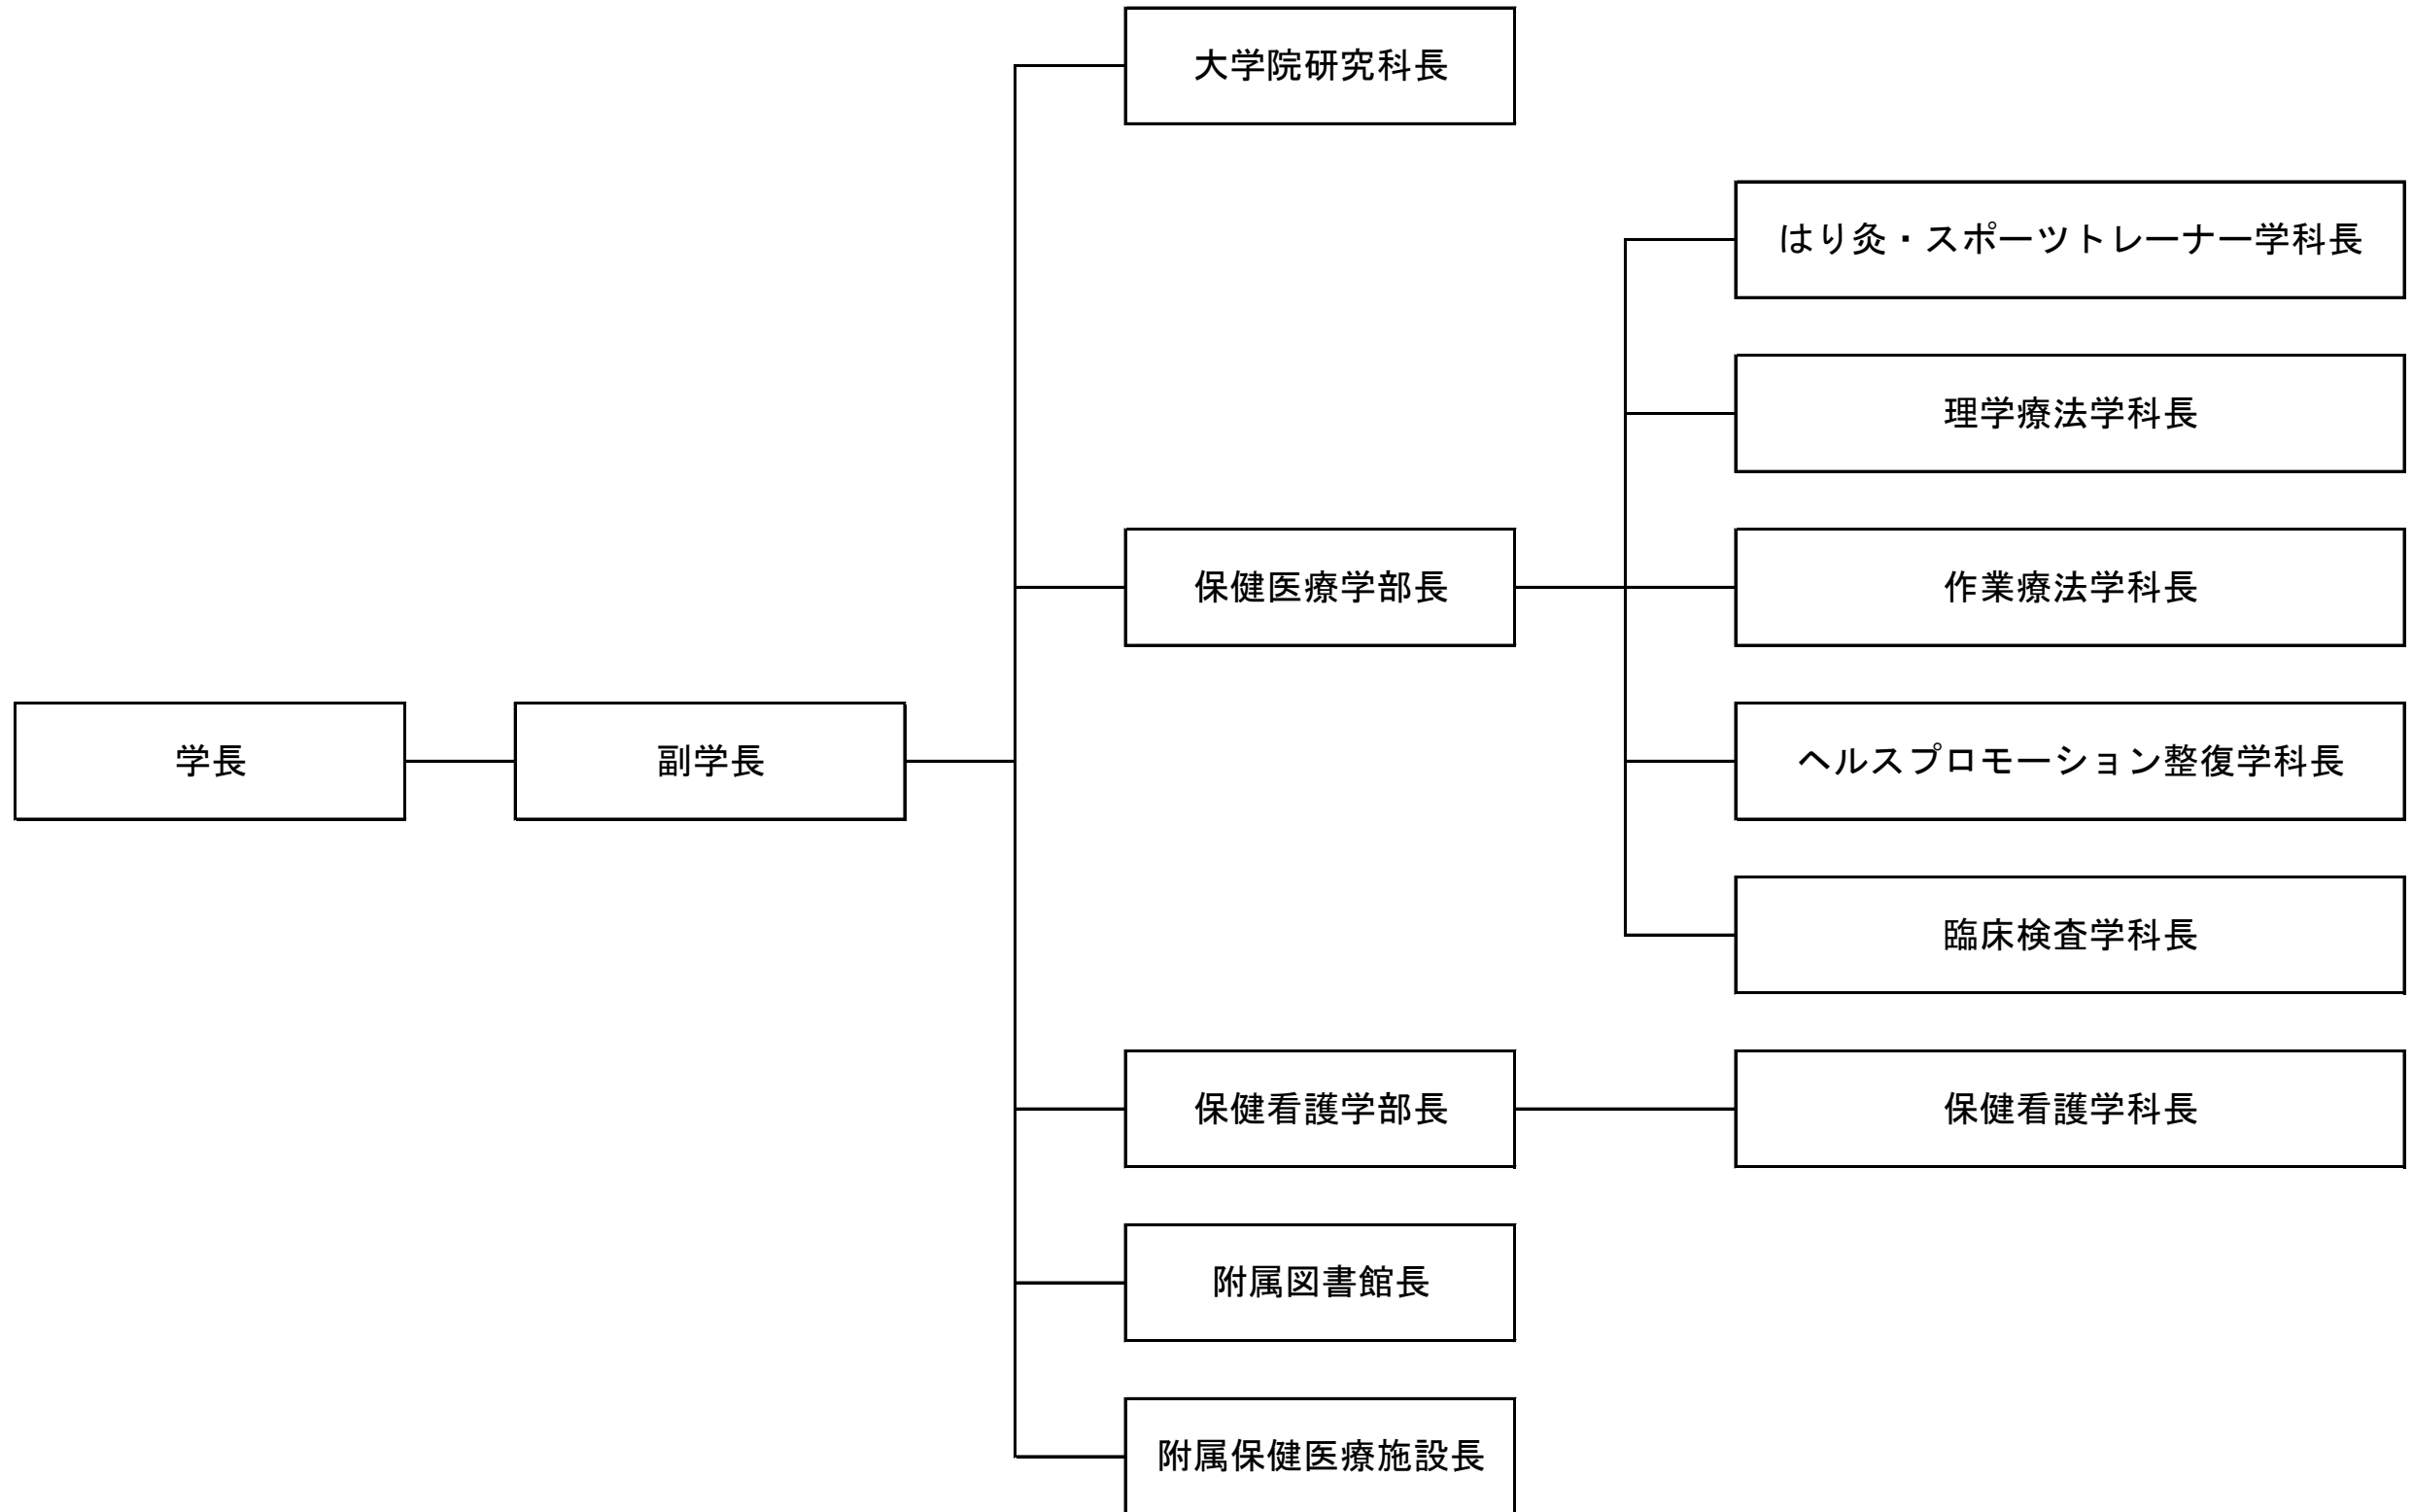 大学院研究科長
はり灸・スポーツトレーナー学科長
理学療法学科長
保健医療学部長
作業療法学科長
学長
副学長
ヘルスプロモーション整復学科長
臨床検査学科長
保健看護学部長
保健看護学科長
附属図書館長
附属保健医療施設長